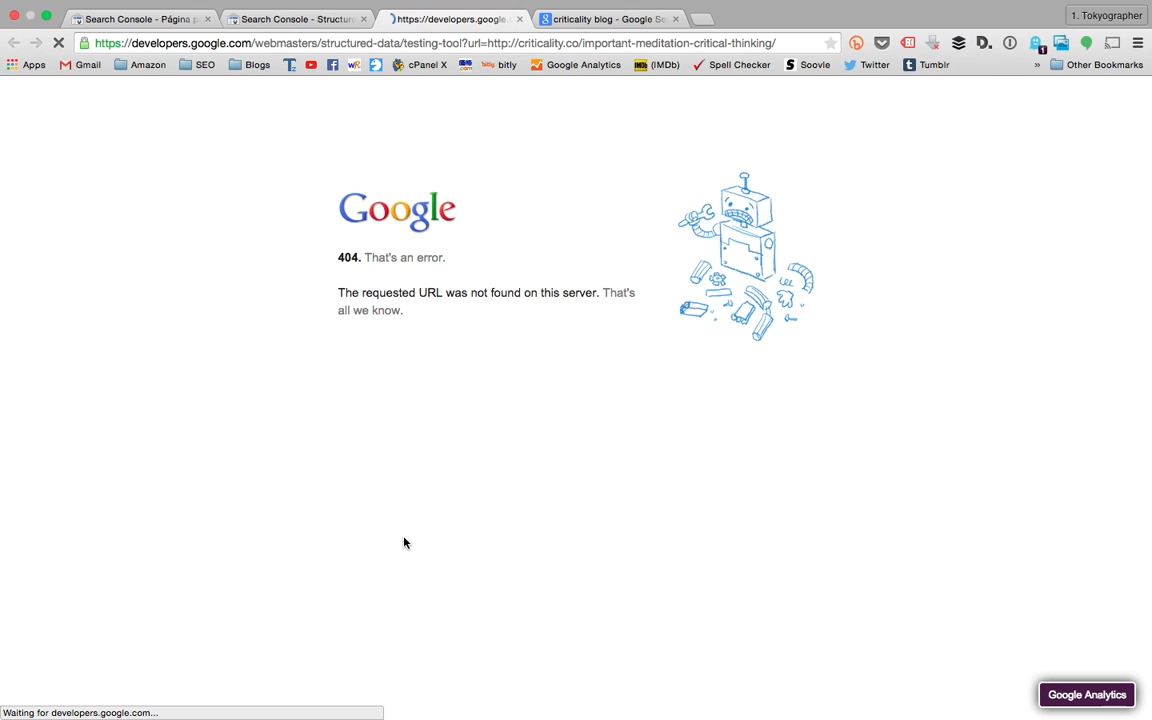 Search Console - Página p
Search Console - Structure
https://developers.google.c
criticality blog - Google Se
1. Tokyographer
https://developers.google.com/webmasters/structured-data/testing-tool?url=http://criticality.co/important-meditation-critical-thinking/
Apps
Gmail
Amazon
SEO
Blogs
cPanel X
bitly
Google Analytics
IMDb (IMDb)
Spell Checker
Soovle
Twitter
Tumblr
»
Other Bookmarks
Google
404. That's an error.
The requested URL was not found on this server. That's
all we know.
Waiting for developers.google.com...
Google Analytics